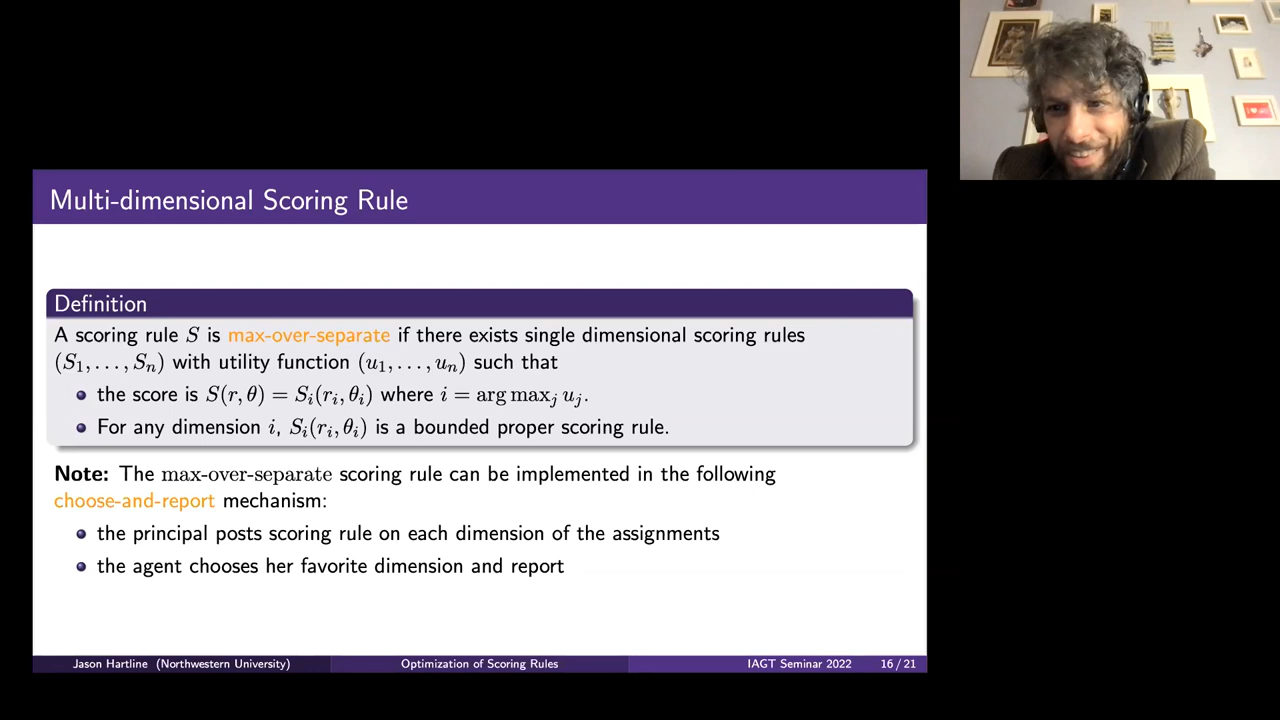 Multi-dimensional Scoring Rule
Definition
A scoring rule S is max-over-separate if there exists single dimensional scoring rules
(S₁, . . . , Sₙ) with utility function (u₁, . . . , uₙ) such that
the score is S(r, θ) = Sᵢ(rᵢ, θᵢ) where i = arg maxⱼ uⱼ.
For any dimension i, Sᵢ(rᵢ, θᵢ) is a bounded proper scoring rule.
Note: The max-over-separate scoring rule can be implemented in the following
choose-and-report mechanism:
the principal posts scoring rule on each dimension of the assignments
the agent chooses her favorite dimension and report
Jason Hartline (Northwestern University) Optimization of Scoring Rules IAGT Seminar 2022 16 / 21